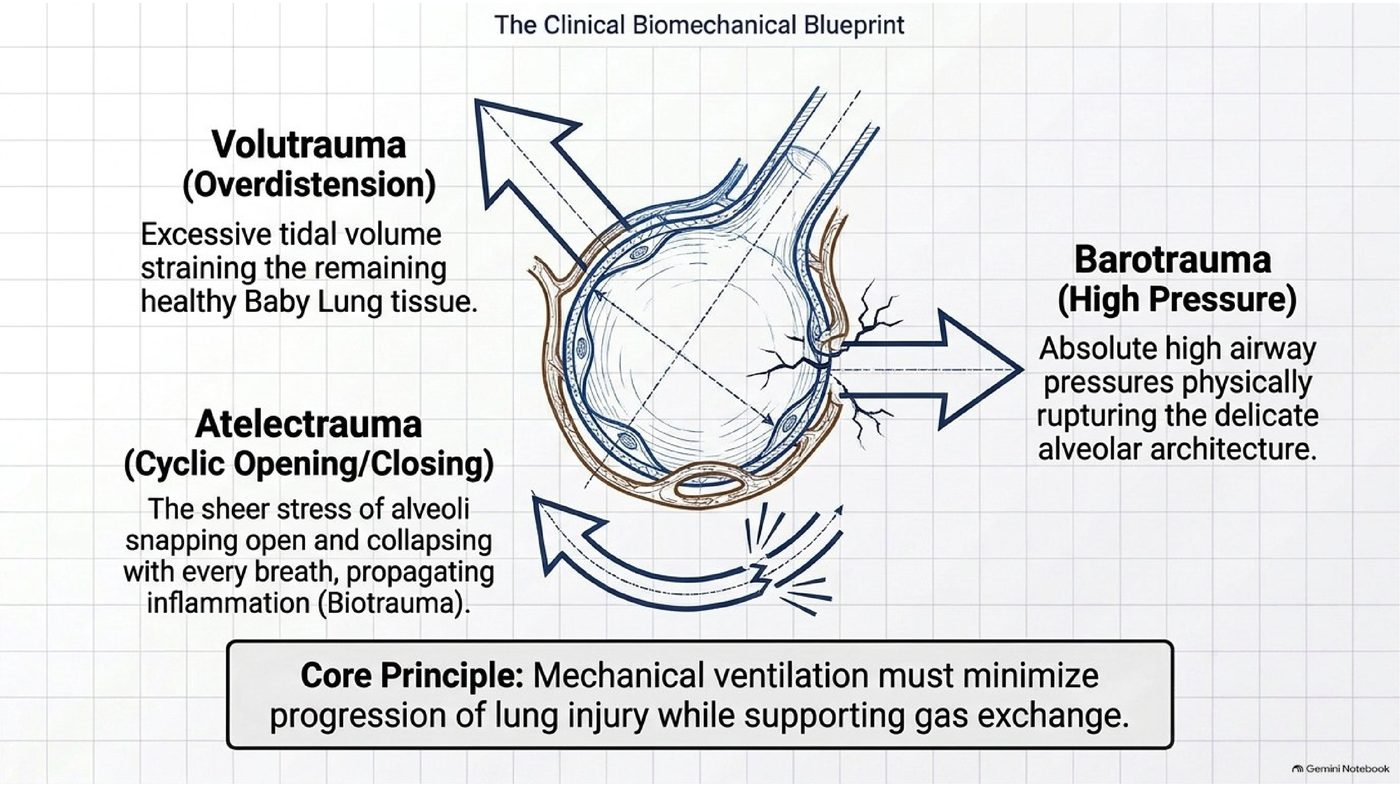 The Clinical Biomechanical Blueprint
Volutrauma
(Overdistension)
Excessive tidal volume
straining the remaining
healthy Baby Lung tissue.
Atelectrauma
(Cyclic Opening/Closing)
The sheer stress of alveoli
snapping open and collapsing
with every breath, propagating
inflammation (Biotrauma).
Barotrauma
(High Pressure)
Absolute high airway
pressures physically
rupturing the delicate
alveolar architecture.
Core Principle: Mechanical ventilation must minimize
progression of lung injury while supporting gas exchange.
Gemini Notebook